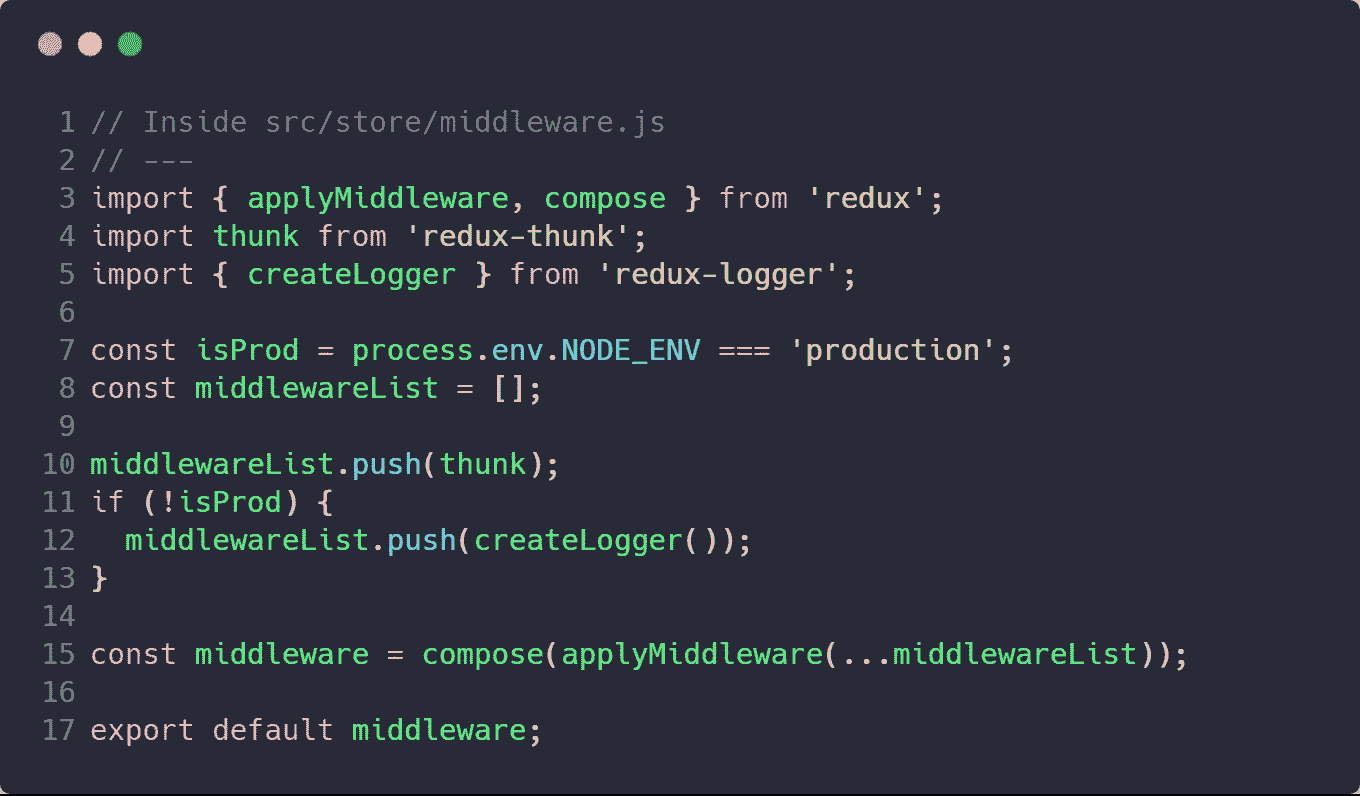 1 // Inside src/store/middleware.js
2 // ---
3 import { applyMiddleware, compose } from 'redux';
4 import thunk from 'redux-thunk';
5 import { createLogger } from 'redux-logger';
6
7 const isProd = process.env.NODE_ENV === 'production';
8 const middlewareList = [];
9
10 middlewareList.push(thunk);
11 if (!isProd) {
12   middlewareList.push(createLogger());
13 }
14
15 const middleware = compose(applyMiddleware(...middlewareList));
16
17 export default middleware;